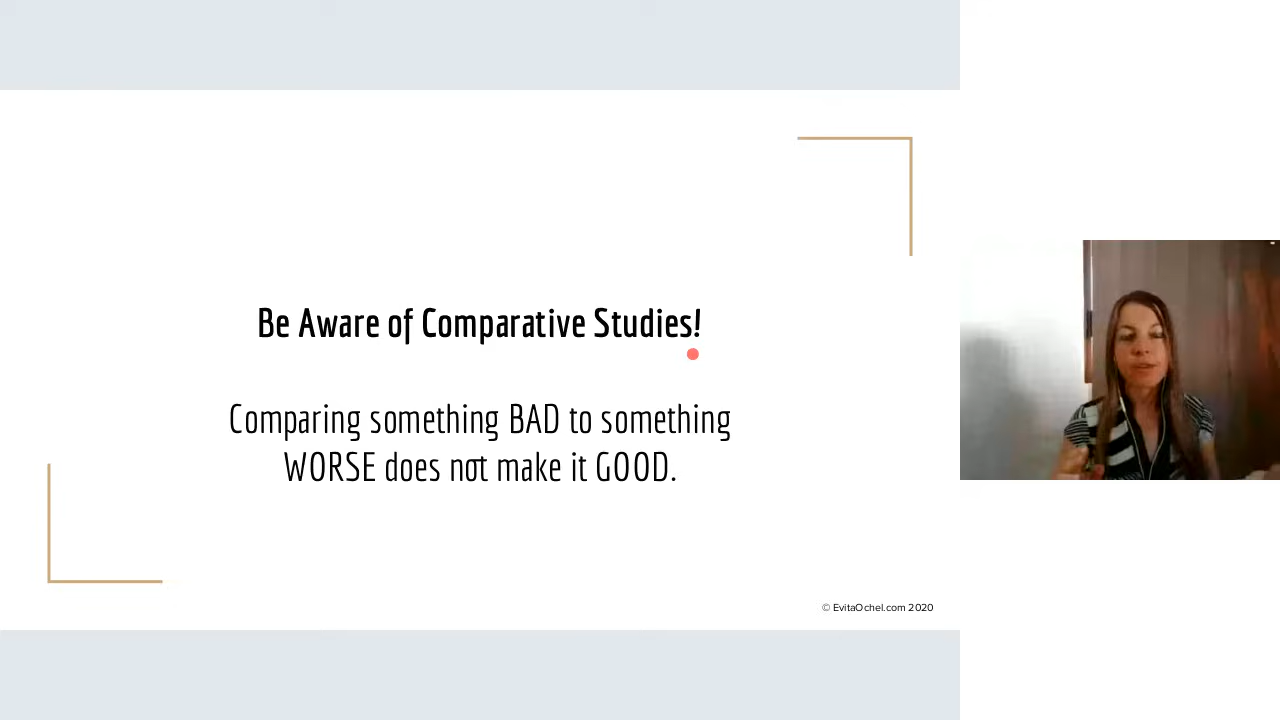 Be Aware of Comparative Studies!
Comparing something BAD to something
WORSE does not make it GOOD.
© EvitaOchel.com 2020